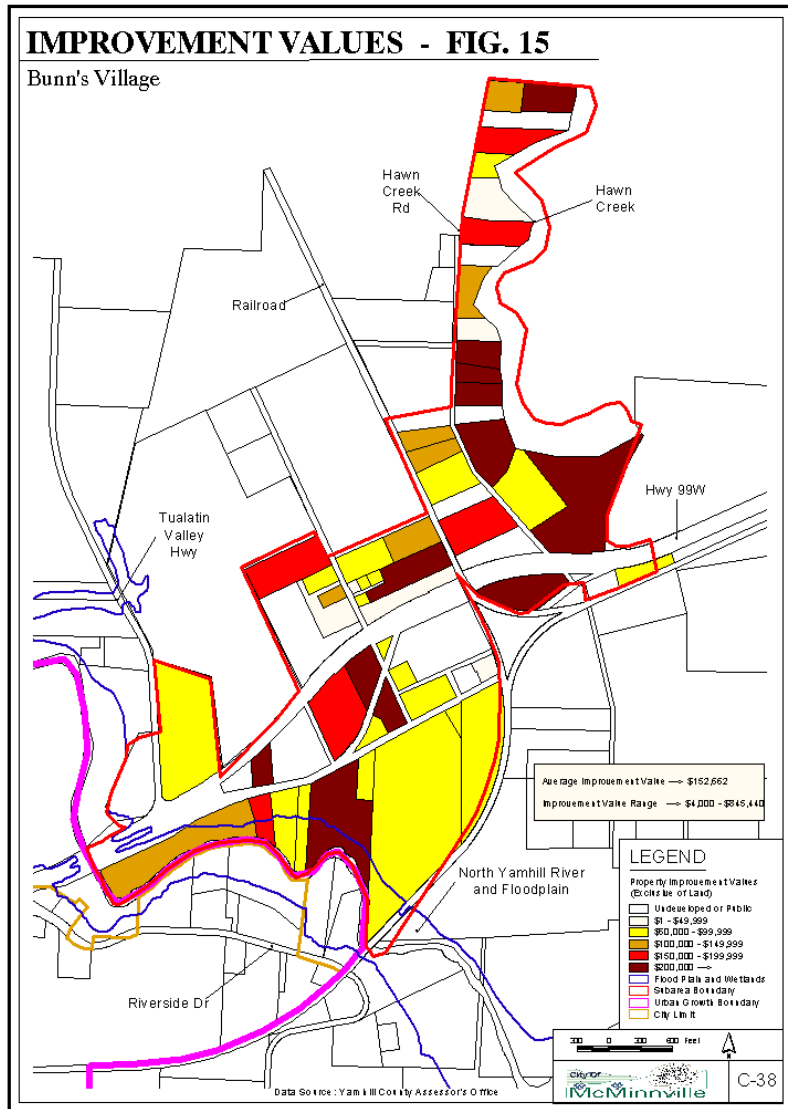 IMPROVEMENT VALUES - FIG. 15
Bunn's Village
Hawn
Creek
Rd
Hawn
Creek
Railroad
Tualatin
Valley
Hwy
Hwy 99W
Average Improvement Value —> $152,662
Improvement Value Range —> $4,000 - $845,440
North Yamhill River
and Floodplain
Riverside Dr
LEGEND
Property Improvement Values
(Exclusive of Land)
Undeveloped or Public
$1 - $49,999
$50,000 - $99,999
$100,000 - $149,999
$150,000 - $199,999
$200,000 —>
Flood Plain and Wetlands
Subarea Boundary
Urban Growth Boundary
City Limit
300 0 300 600 Feet
N
City Of
McMinnville
C-38
Data Source : Yamhill County Assessor's Office